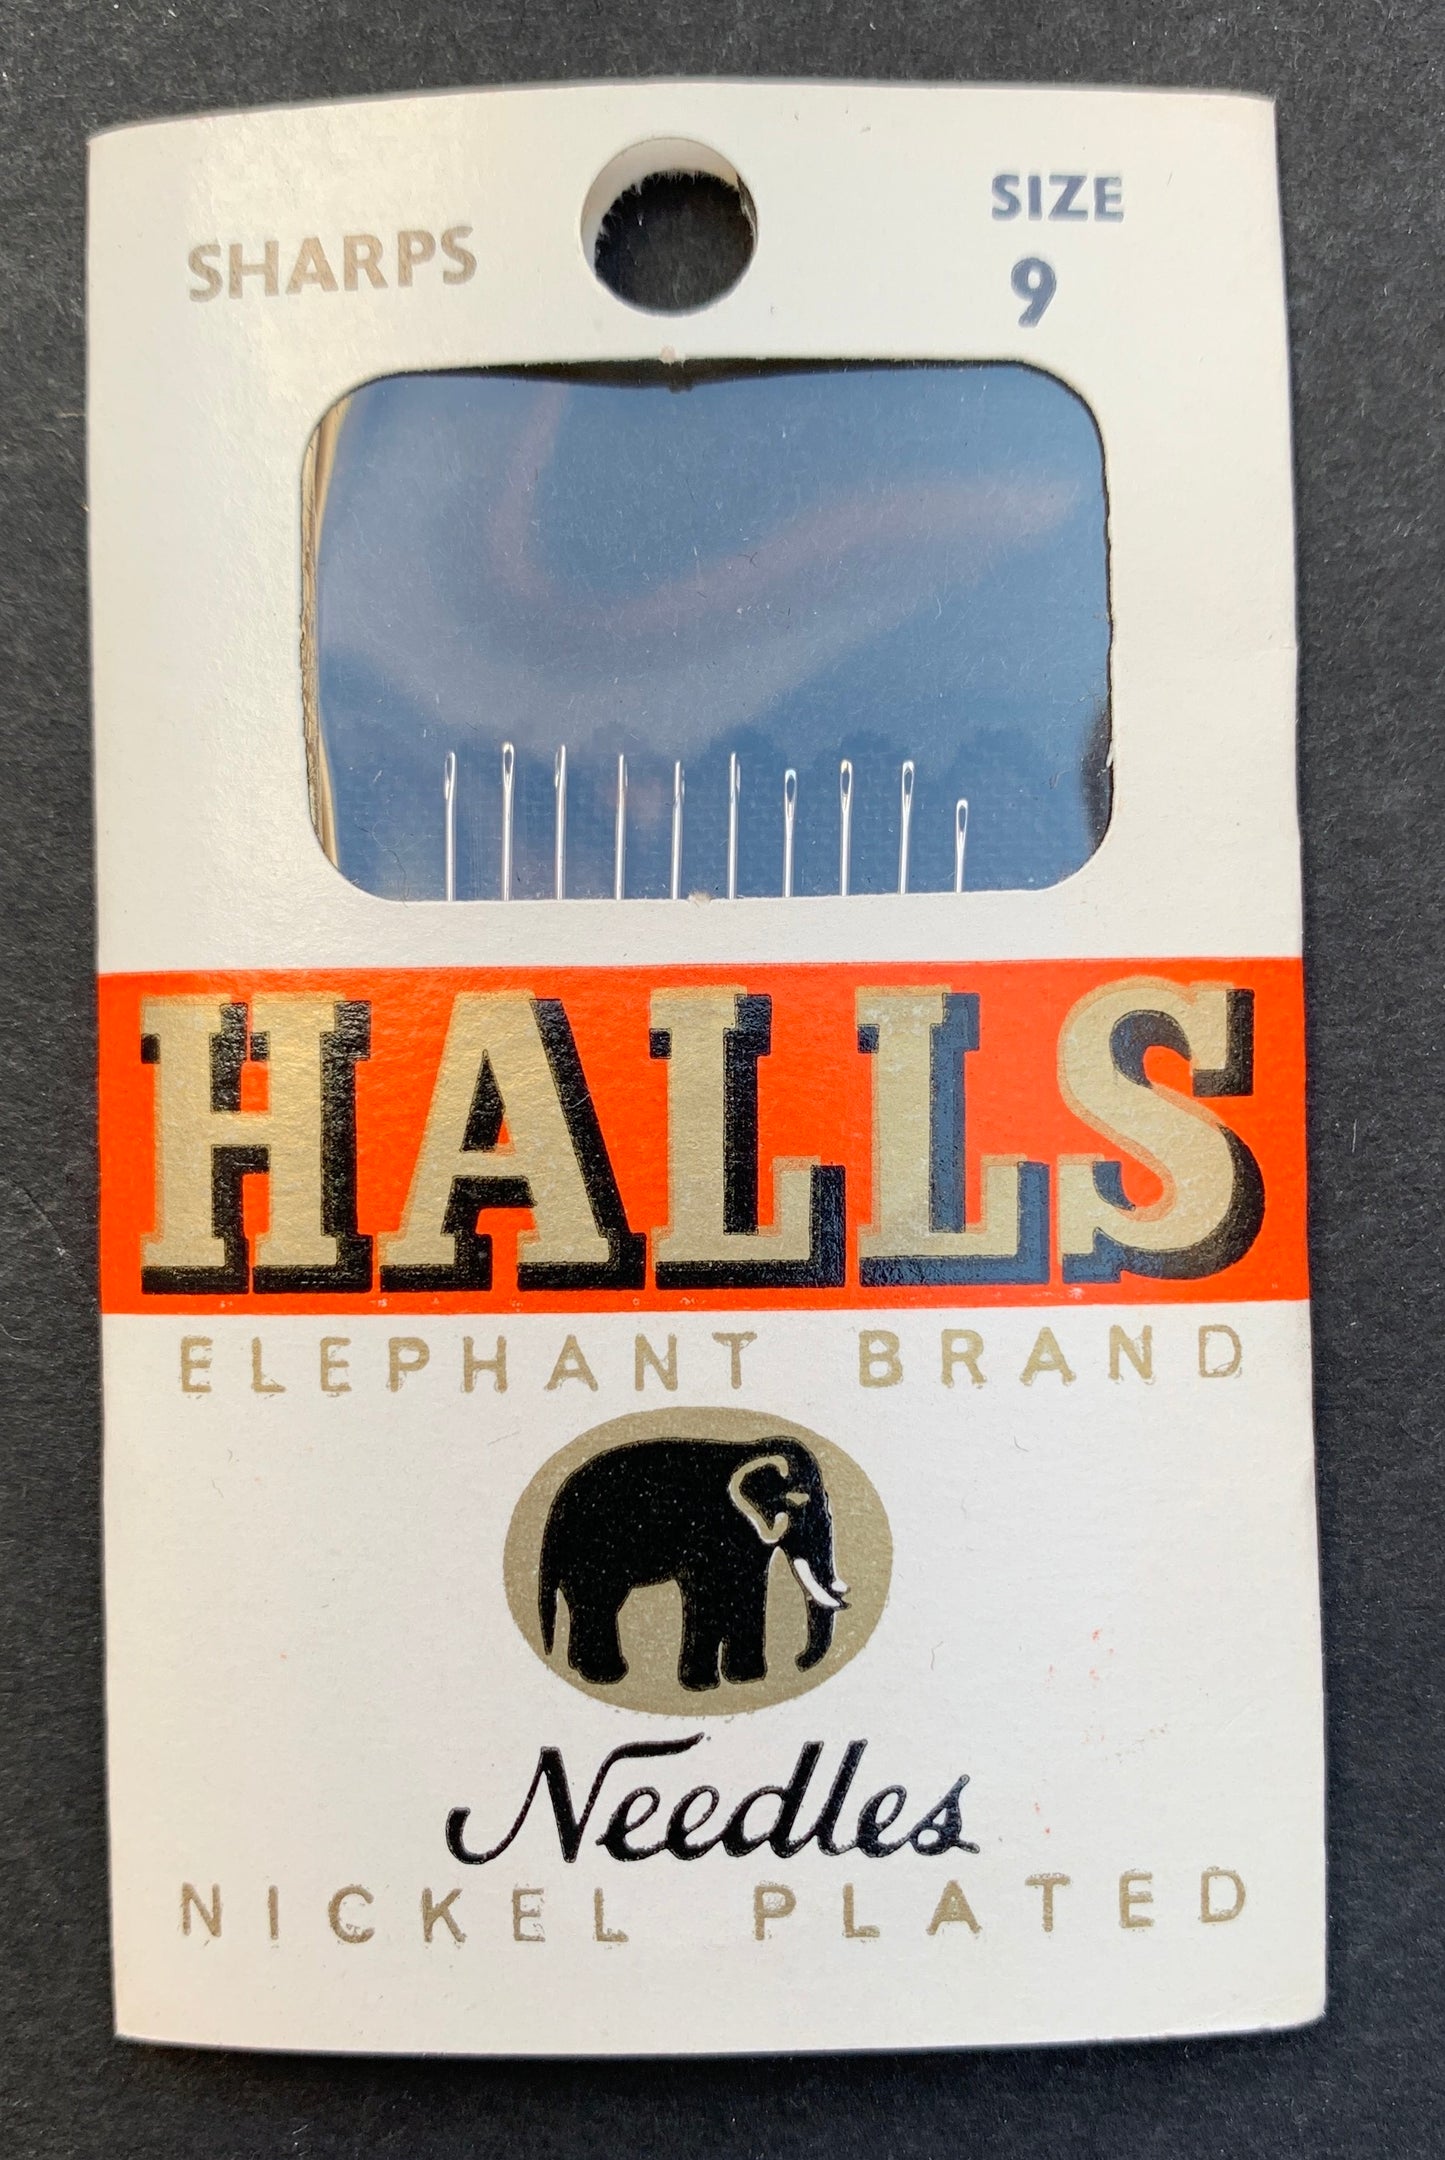 SHARPS
SIZE
9
HALLS
ELEPHANT BRAND
Needles
NICKEL PLATED